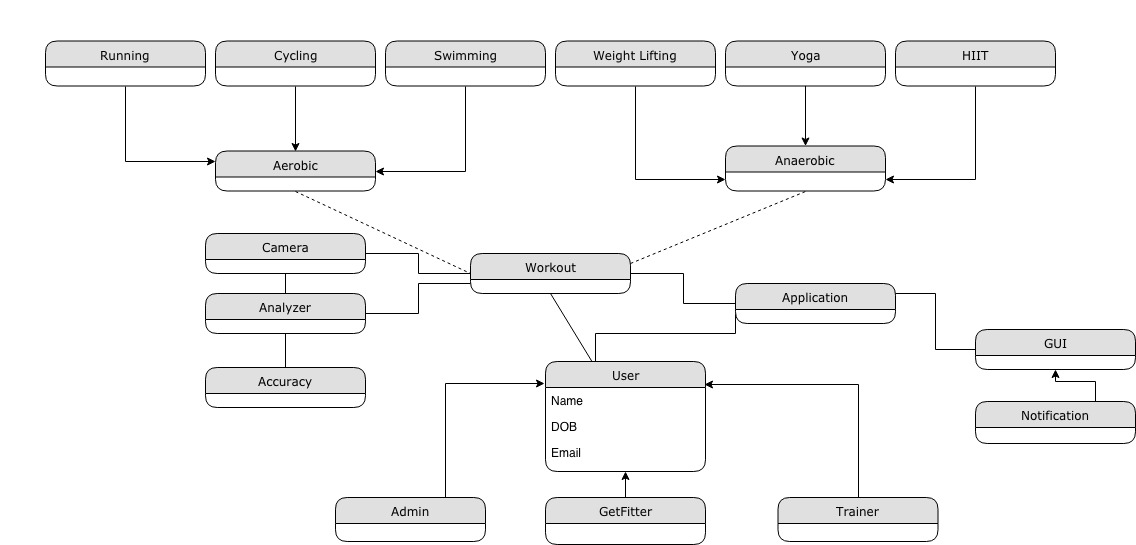 Running
Cycling
Swimming
Weight Lifting
Yoga
HIIT
Aerobic
Anaerobic
Camera
Workout
Analyzer
Application
GUI
Accuracy
User
Name
DOB
Email
Notification
Admin
GetFitter
Trainer